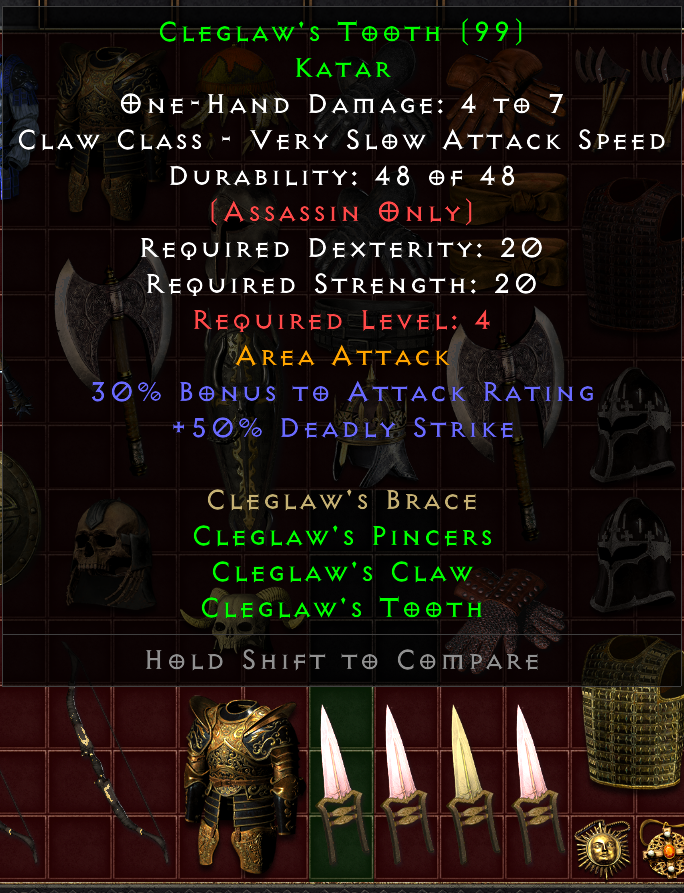 Cleglaw's Tooth (99)
Katar
One-Hand Damage: 4 to 7
Claw Class - Very Slow Attack Speed
Durability: 48 of 48
(Assassin Only)
Required Dexterity: 20
Required Strength: 20
Required Level: 4
Area Attack
30% Bonus to Attack Rating
+50% Deadly Strike
Cleglaw's Brace
Cleglaw's Pincers
Cleglaw's Claw
Cleglaw's Tooth
Hold Shift to Compare